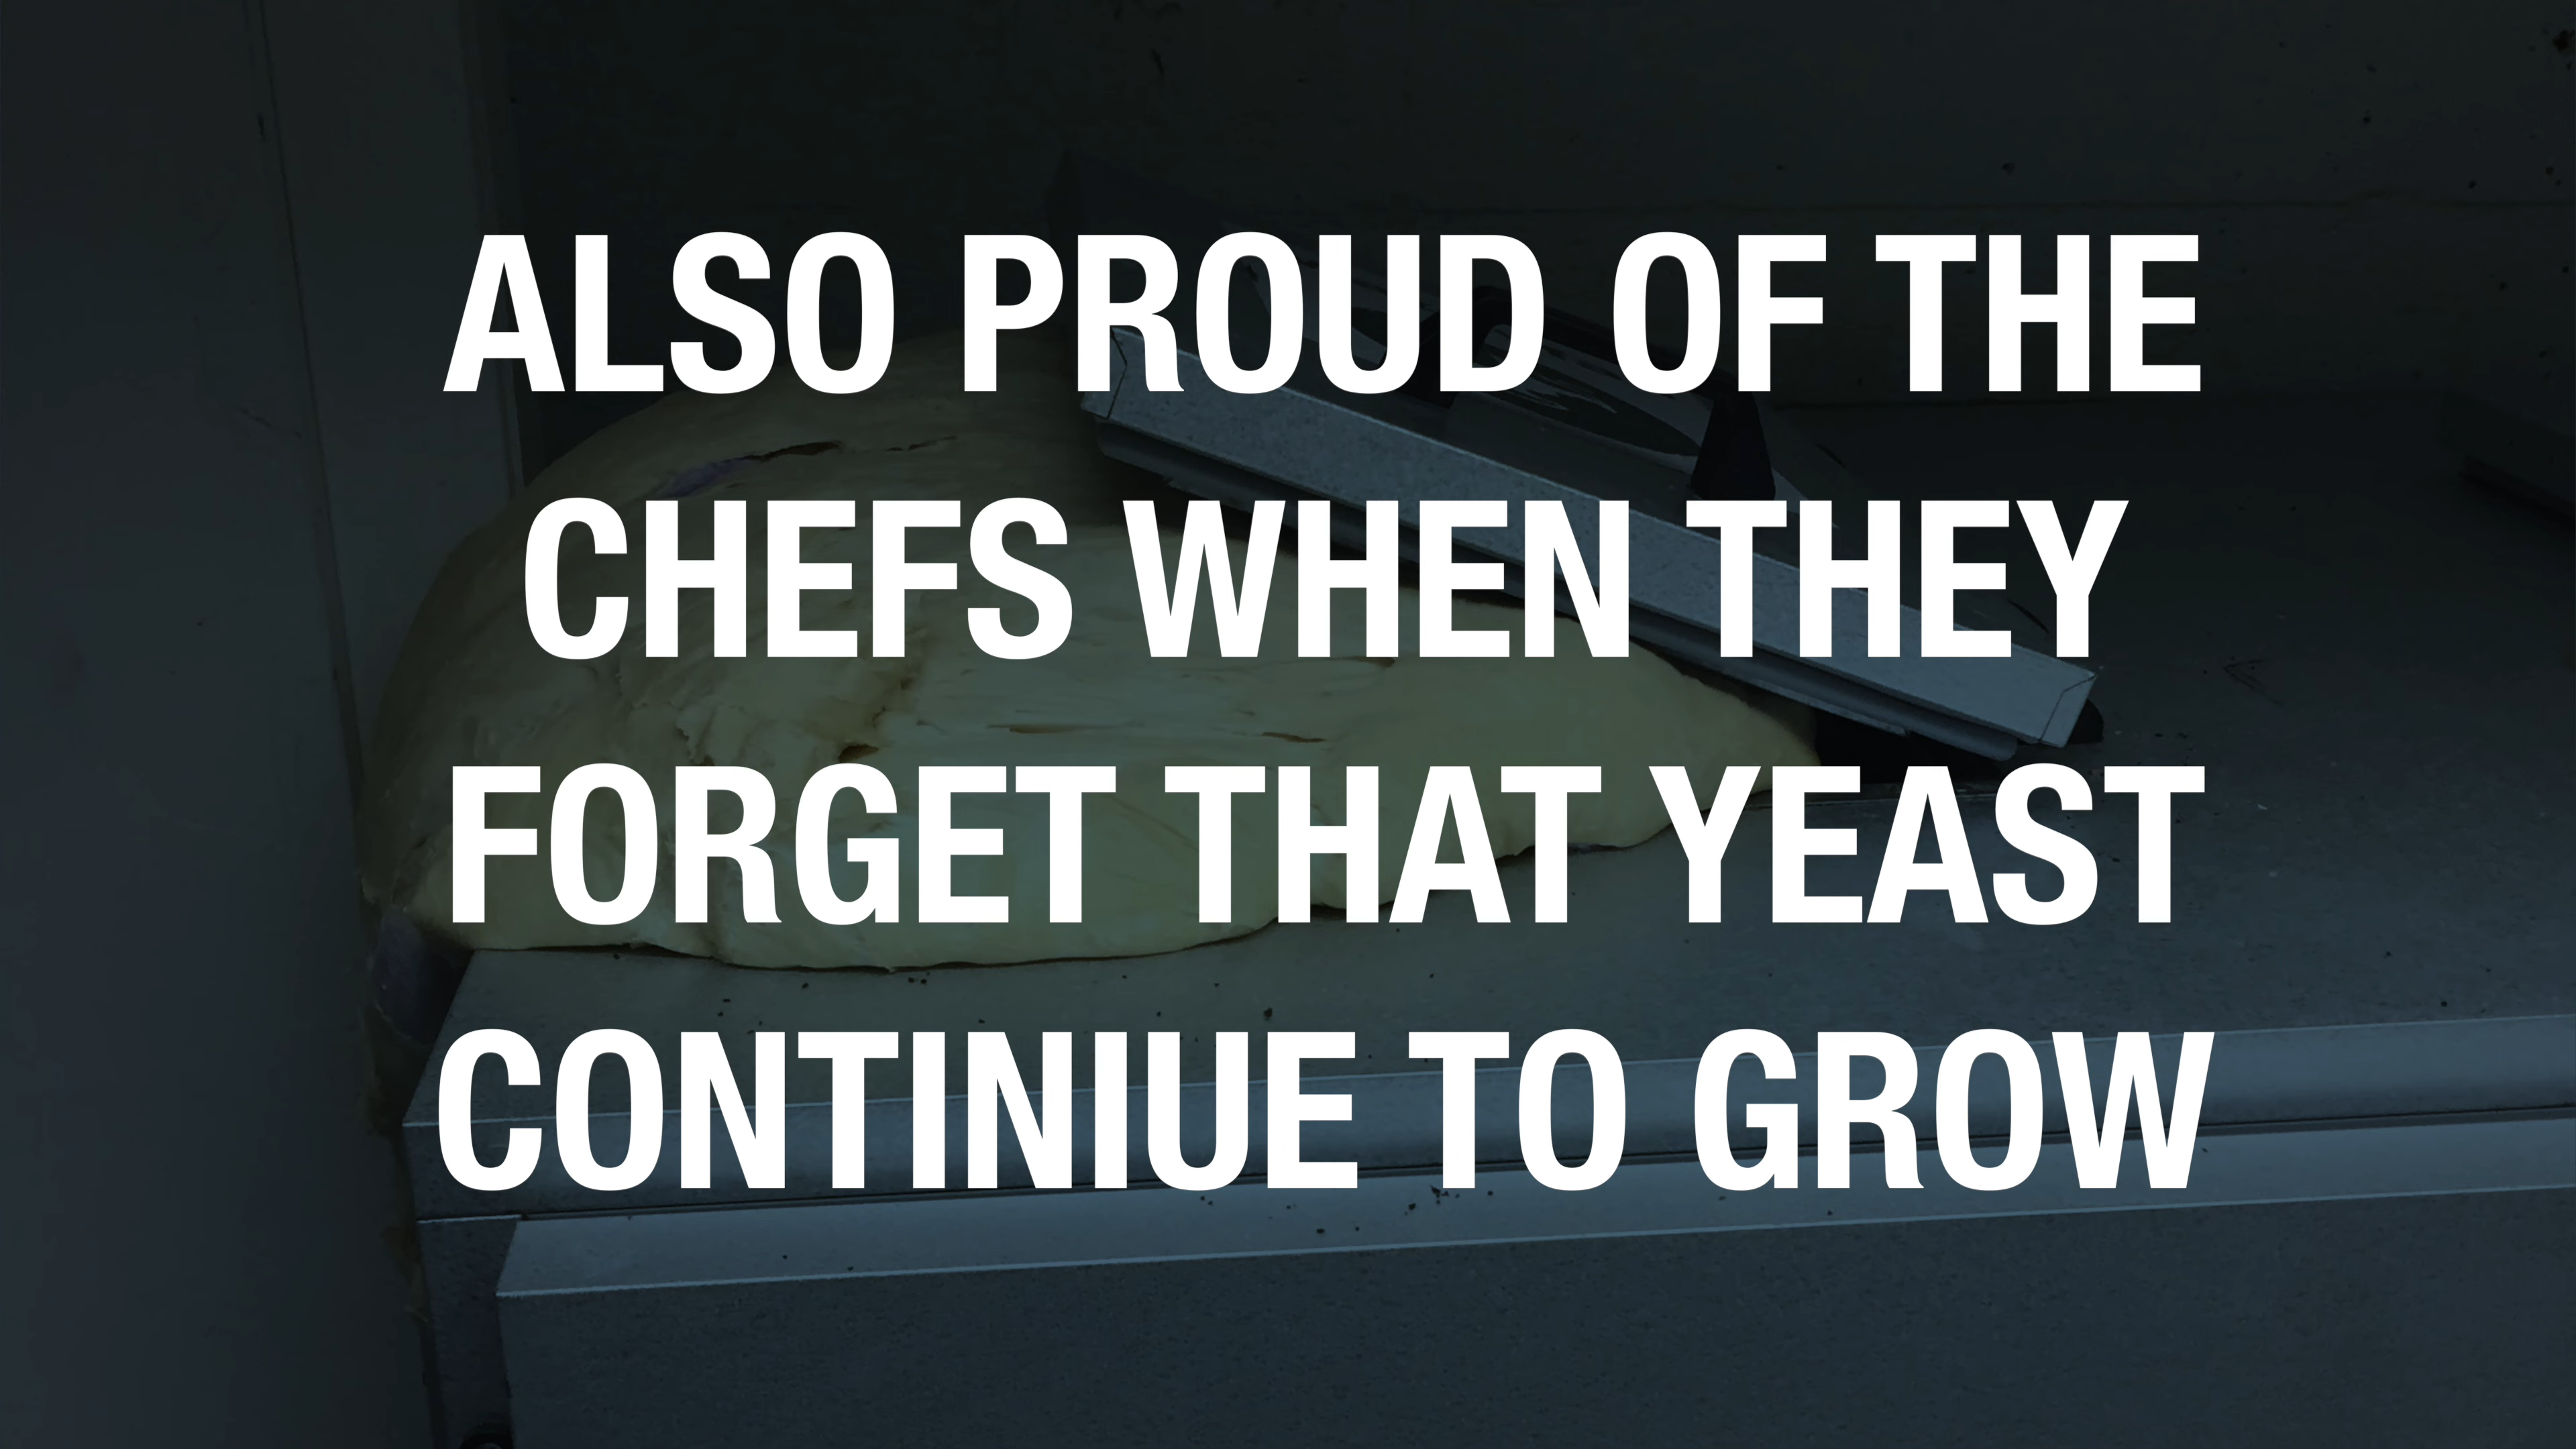 ALSO PROUD OF THE
CHEFS WHEN THEY
FORGET THAT YEAST
CONTINIUE TO GROW